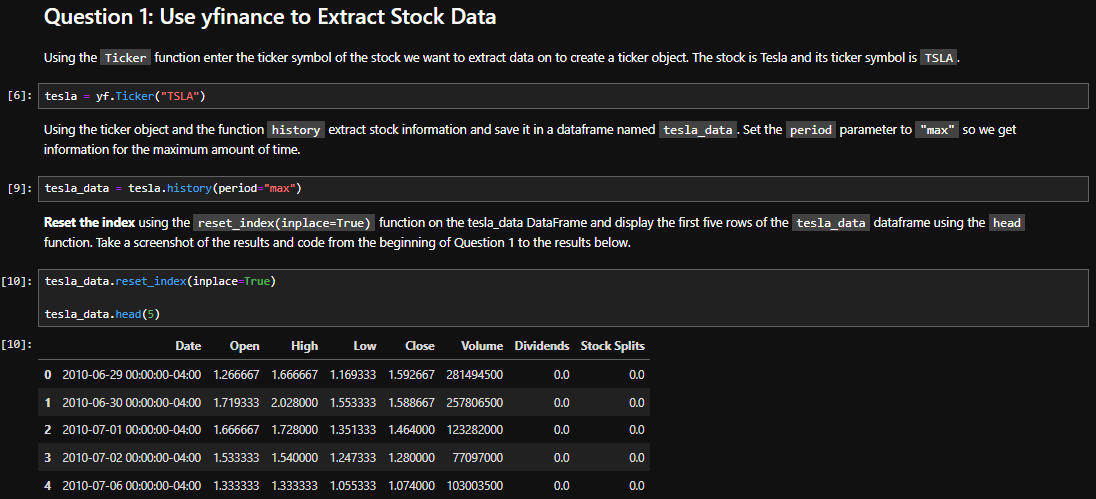 Question 1: Use yfinance to Extract Stock Data
Using the Ticker function enter the ticker symbol of the stock we want to extract data on to create a ticker object. The stock is Tesla and its ticker symbol is TSLA.
[6]: tesla = yf.Ticker("TSLA")
Using the ticker object and the function history extract stock information and save it in a dataframe named tesla_data. Set the period parameter to "max" so we get
information for the maximum amount of time.
[9]: tesla_data = tesla.history(period="max")
Reset the index using the reset_index(inplace=True) function on the tesla_data DataFrame and display the first five rows of the tesla_data dataframe using the head
function. Take a screenshot of the results and code from the beginning of Question 1 to the results below.
[10]: tesla_data.reset_index(inplace=True)
tesla_data.head(5)
[10]: Date Open High Low Close Volume Dividends Stock Splits
0 2010-06-29 00:00:00-04:00 1.266667 1.666667 1.169333 1.592667 281494500 0.0 0.0
1 2010-06-30 00:00:00-04:00 1.719333 2.028000 1.553333 1.588667 257806500 0.0 0.0
2 2010-07-01 00:00:00-04:00 1.666667 1.728000 1.351333 1.464000 123282000 0.0 0.0
3 2010-07-02 00:00:00-04:00 1.533333 1.540000 1.247333 1.280000 77097000 0.0 0.0
4 2010-07-06 00:00:00-04:00 1.333333 1.333333 1.055333 1.074000 103003500 0.0 0.0